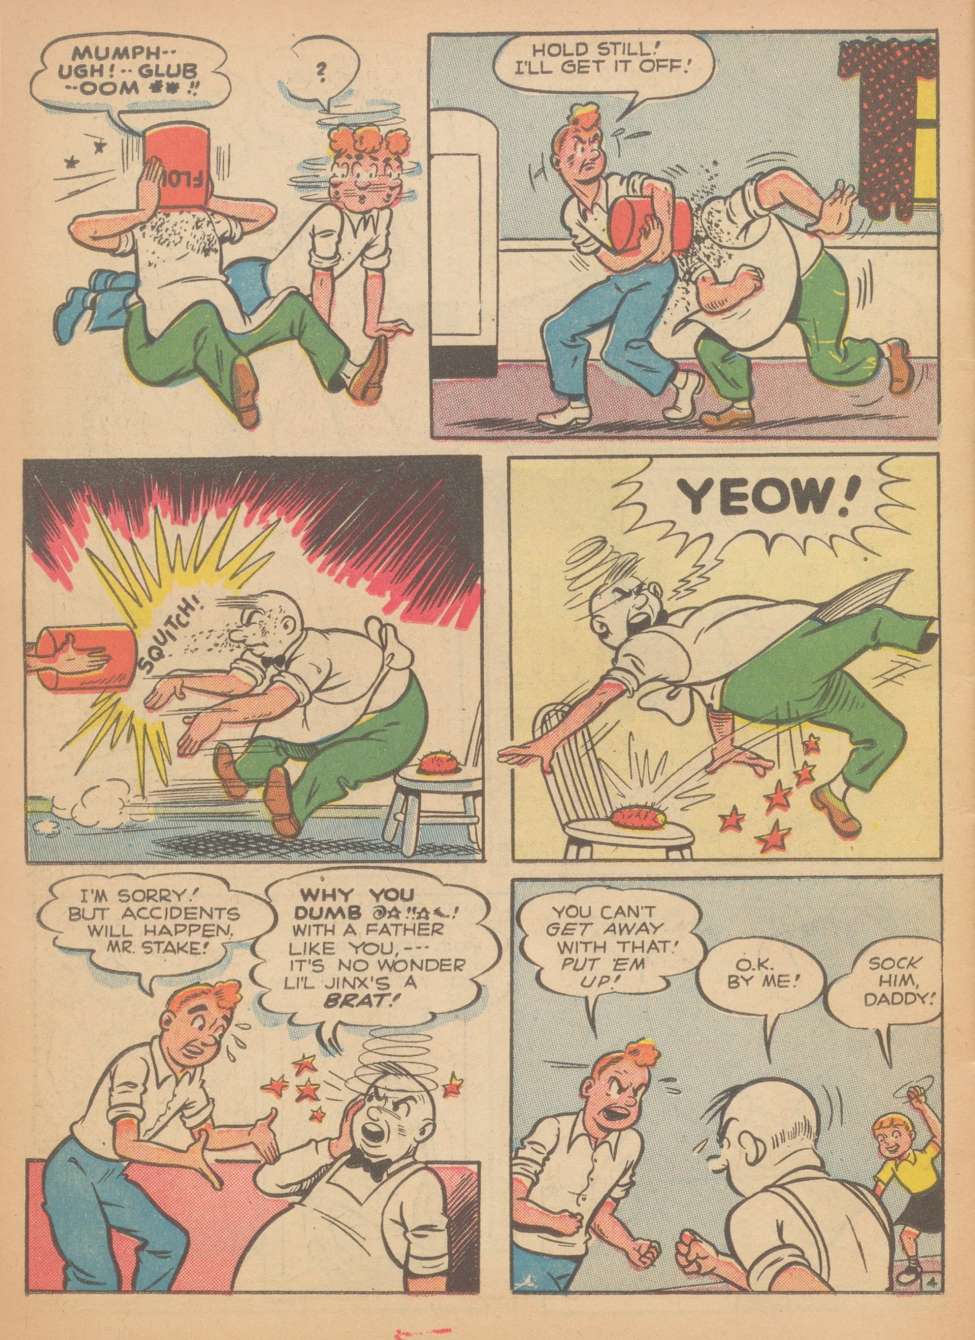 MUMPH--
UGH!--GLUB
--OOM **!!
?
FLOU
HOLD STILL!
I'LL GET IT OFF!
SQUITCH!
YEOW!
I'M SORRY!
BUT ACCIDENTS
WILL HAPPEN,
MR. STAKE!
WHY YOU
DUMB @☆!!☆☾!
WITH A FATHER
LIKE YOU,---
IT'S NO WONDER
LI'L JINX'S A
BRAT!
YOU CAN'T
GET AWAY
WITH THAT!
PUT 'EM
UP!
O.K.
BY ME!
SOCK
HIM,
DADDY!
4